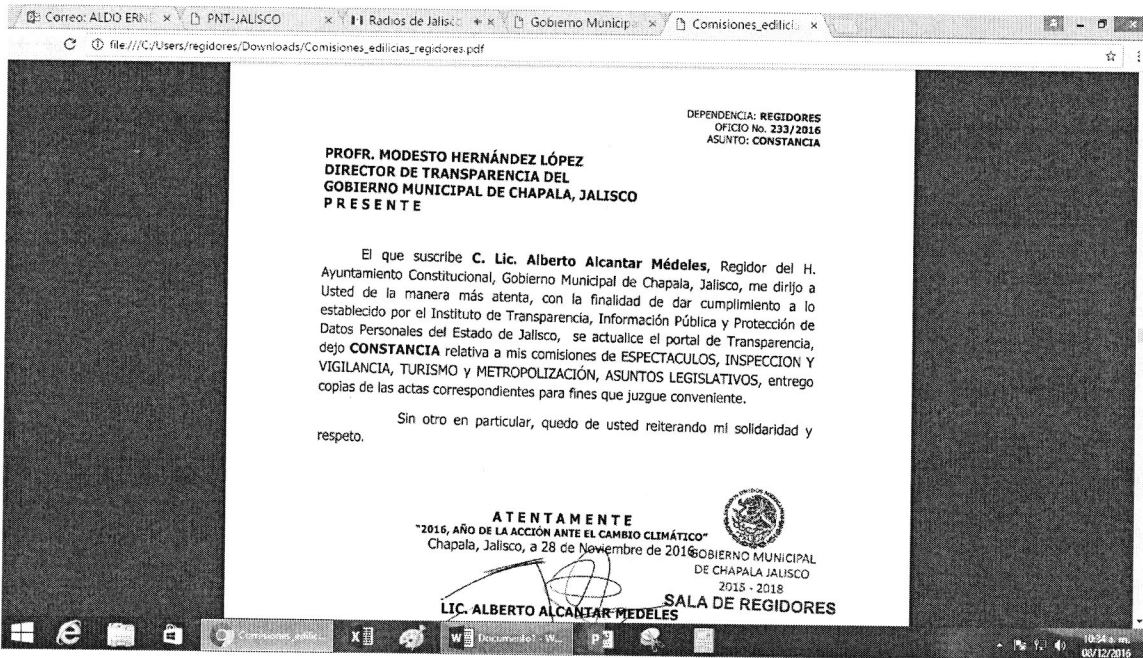 Correo: ALDO ERN
PNT-JALISCO
Radios de Jalisc
Gobierno Municipa
Comisiones_edilicia
file:///C:/Users/regidores/Downloads/Comisiones_edilicias_regidores.pdf
DEPENDENCIA: REGIDORES
OFICIO No. 233/2016
ASUNTO: CONSTANCIA
PROFR. MODESTO HERNÁNDEZ LÓPEZ
DIRECTOR DE TRANSPARENCIA DEL
GOBIERNO MUNICIPAL DE CHAPALA, JALISCO
P R E S E N T E
El que suscribe C. Lic. Alberto Alcantar Médeles, Regidor del H.
Ayuntamiento Constitucional, Gobierno Municipal de Chapala, Jalisco, me dirijo a
Usted de la manera más atenta, con la finalidad de dar cumplimiento a lo
establecido por el Instituto de Transparencia, Información Pública y Protección de
Datos Personales del Estado de Jalisco, se actualice el portal de Transparencia,
dejo CONSTANCIA relativa a mis comisiones de ESPECTACULOS, INSPECCION Y
VIGILANCIA, TURISMO y METROPOLIZACIÓN, ASUNTOS LEGISLATIVOS, entrego
copias de las actas correspondientes para fines que juzgue conveniente.
Sin otro en particular, quedo de usted reiterando mi solidaridad y
respeto.
A T E N T A M E N T E
"2016, AÑO DE LA ACCIÓN ANTE EL CAMBIO CLIMÁTICO"
Chapala, Jalisco, a 28 de Noviembre de 2016
GOBIERNO MUNICIPAL
DE CHAPALA JALISCO
2015 - 2018
SALA DE REGIDORES
LIC. ALBERTO ALCANTAR MEDELES
Comisiones_edilic...
Documento1 - W...
10:34 a. m.
08/12/2016